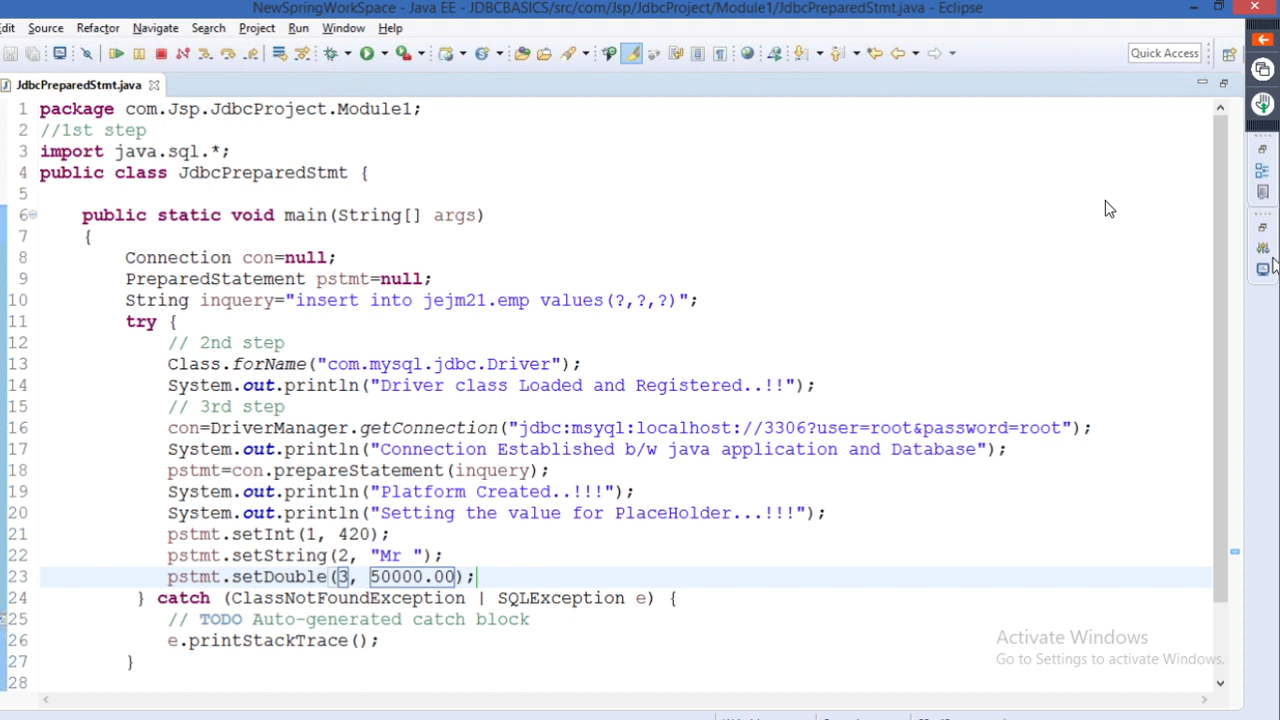 NewSpringWorkSpace - Java EE - JDBCBASICS/src/com/Jsp/JdbcProject/Module1/JdbcPreparedStmt.java - Eclipse
dit Source Refactor Navigate Search Project Run Window Help
Quick Access
JdbcPreparedStmt.java
1 package com.Jsp.JdbcProject.Module1;
2 //1st step
3 import java.sql.*;
4 public class JdbcPreparedStmt {
5
6 public static void main(String[] args)
7 {
8 Connection con=null;
9 PreparedStatement pstmt=null;
10 String inquery="insert into jejm21.emp values(?,?,?)";
11 try {
12 // 2nd step
13 Class.forName("com.mysql.jdbc.Driver");
14 System.out.println("Driver class Loaded and Registered..!!");
15 // 3rd step
16 con=DriverManager.getConnection("jdbc:msyql:localhost://3306?user=root&password=root");
17 System.out.println("Connection Established b/w java application and Database");
18 pstmt=con.prepareStatement(inquery);
19 System.out.println("Platform Created..!!!");
20 System.out.println("Setting the value for PlaceHolder...!!!");
21 pstmt.setInt(1, 420);
22 pstmt.setString(2, "Mr ");
23 pstmt.setDouble(3, 50000.00);
24 } catch (ClassNotFoundException | SQLException e) {
25 // TODO Auto-generated catch block
26 e.printStackTrace();
27 }
28
Activate Windows
Go to Settings to activate Windows.